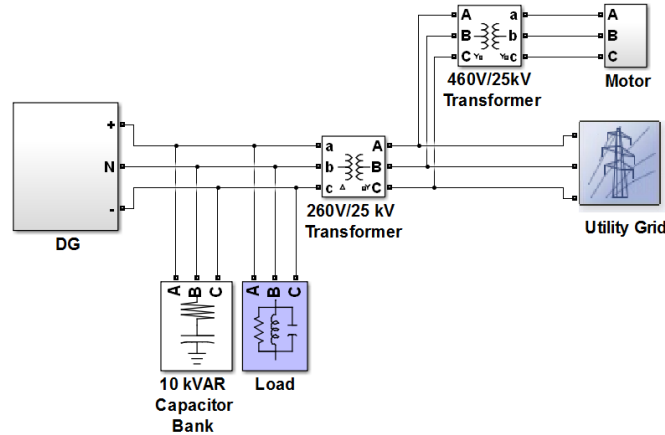 A a A
B b B
C c C
460V/25kV
Transformer
Motor
+
N
-
DG
a A
b B
c C
260V/25 kV
Transformer
Utility Grid
A B C
A B C
10 kVAR
Capacitor
Bank
Load